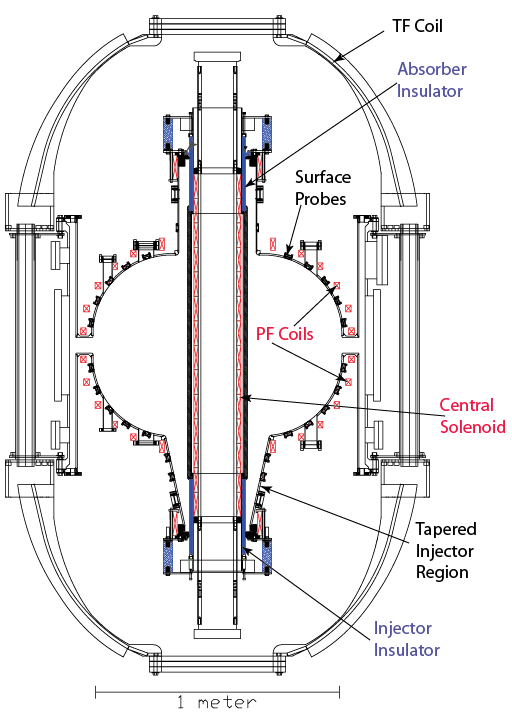 TF Coil
Absorber
Insulator
Surface
Probes
PF Coils
Central
Solenoid
Tapered
Injector
Region
Injector
Insulator
1 meter